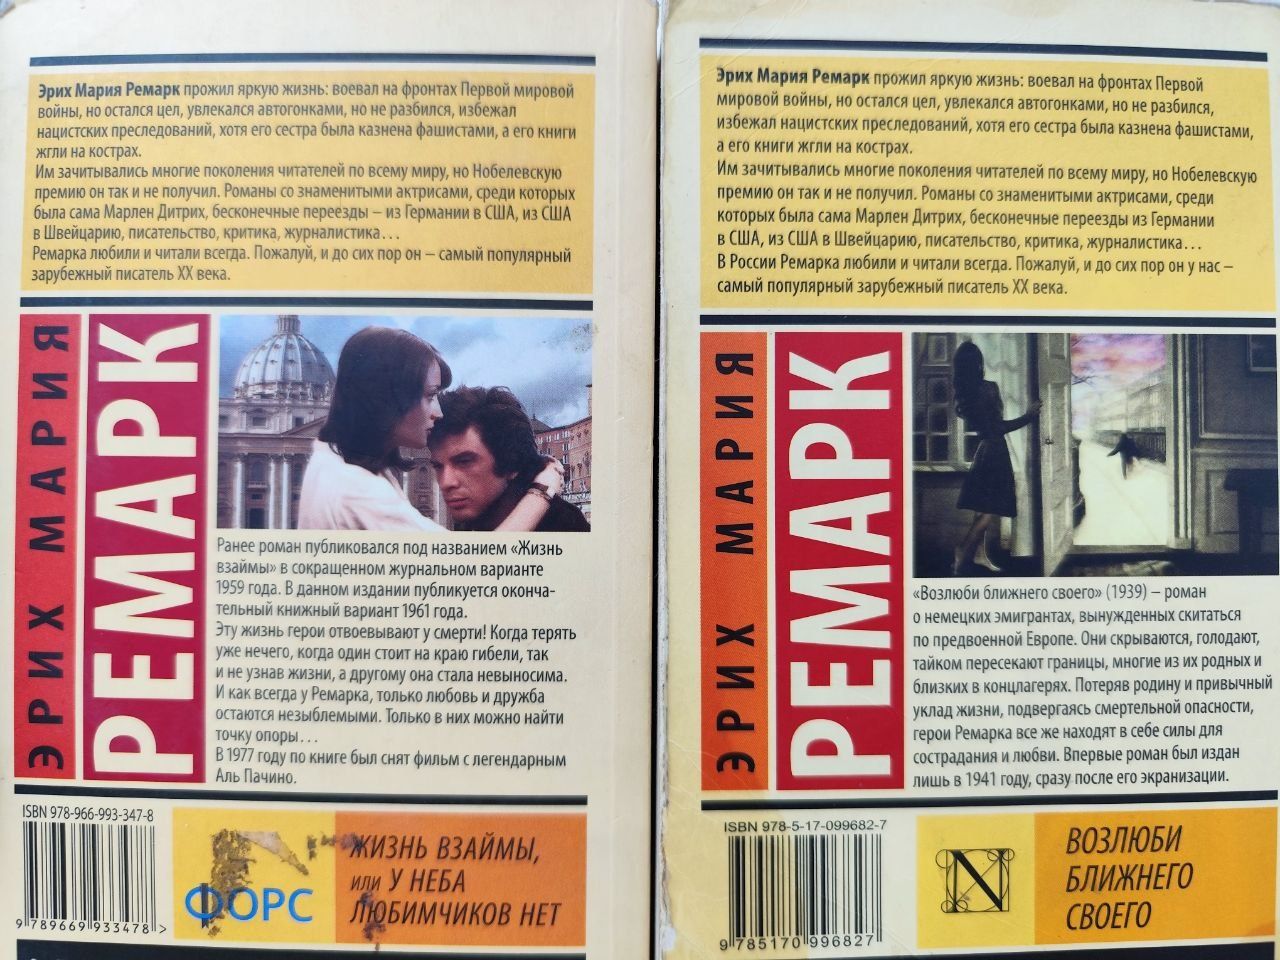 Эрих Мария Ремарк прожил яркую жизнь: воевал на фронтах Первой мировой
войны, но остался цел, увлекался автогонками, но не разбился, избежал
нацистских преследований, хотя его сестра была казнена фашистами, а его книги
жгли на кострах.
Им зачитывались многие поколения читателей по всему миру, но Нобелевскую
премию он так и не получил. Романы со знаменитыми актрисами, среди которых
была сама Марлен Дитрих, бесконечные переезды – из Германии в США, из США
в Швейцарию, писательство, критика, журналистика…
Ремарка любили и читали всегда. Пожалуй, и до сих пор он – самый популярный
зарубежный писатель XX века.
ЭРИХ МАРИЯ
РЕМАРК
Ранее роман публиковался под названием «Жизнь
взаймы» в сокращенном журнальном варианте
1959 года. В данном издании публикуется оконча-
тельный книжный вариант 1961 года.
Эту жизнь герои отвоевывают у смерти! Когда терять
уже нечего, когда один стоит на краю гибели, так
и не узнав жизни, а другому она стала невыносима.
И как всегда у Ремарка, только любовь и дружба
остаются незыблемыми. Только в них можно найти
точку опоры…
В 1977 году по книге был снят фильм с легендарным
Аль Пачино.
ISBN 978-966-993-347-8
9 789669 933478 >
ФОРС
ЖИЗНЬ ВЗАЙМЫ,
или У НЕБА
ЛЮБИМЧИКОВ НЕТ
Эрих Мария Ремарк прожил яркую жизнь: воевал на фронтах Первой
мировой войны, но остался цел, увлекался автогонками, но не разбился,
избежал нацистских преследований, хотя его сестра была казнена фашистами,
а его книги жгли на кострах.
Им зачитывались многие поколения читателей по всему миру, но Нобелевскую
премию он так и не получил. Романы со знаменитыми актрисами, среди
которых была сама Марлен Дитрих, бесконечные переезды из Германии
в США, из США в Швейцарию, писательство, критика, журналистика…
В России Ремарка любили и читали всегда. Пожалуй, и до сих пор он у нас –
самый популярный зарубежный писатель XX века.
ЭРИХ МАРИЯ
РЕМАРК
«Возлюби ближнего своего» (1939) – роман
о немецких эмигрантах, вынужденных скитаться
по предвоенной Европе. Они скрываются, голодают,
тайком пересекают границы, многие из их родных и
близких в концлагерях. Потеряв родину и привычный
уклад жизни, подвергаясь смертельной опасности,
герои Ремарка все же находят в себе силы для
сострадания и любви. Впервые роман был издан
лишь в 1941 году, сразу после его экранизации.
ISBN 978-5-17-099682-7
9 785170 996827
N
ВОЗЛЮБИ
БЛИЖНЕГО
СВОЕГО